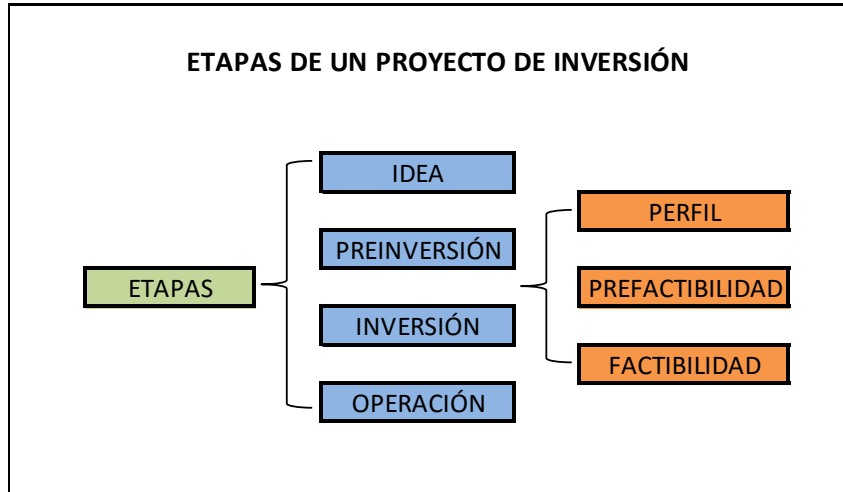 ETAPAS DE UN PROYECTO DE INVERSIÓN
ETAPAS
IDEA
PREINVERSIÓN
INVERSIÓN
OPERACIÓN
PERFIL
PREFACTIBILIDAD
FACTIBILIDAD